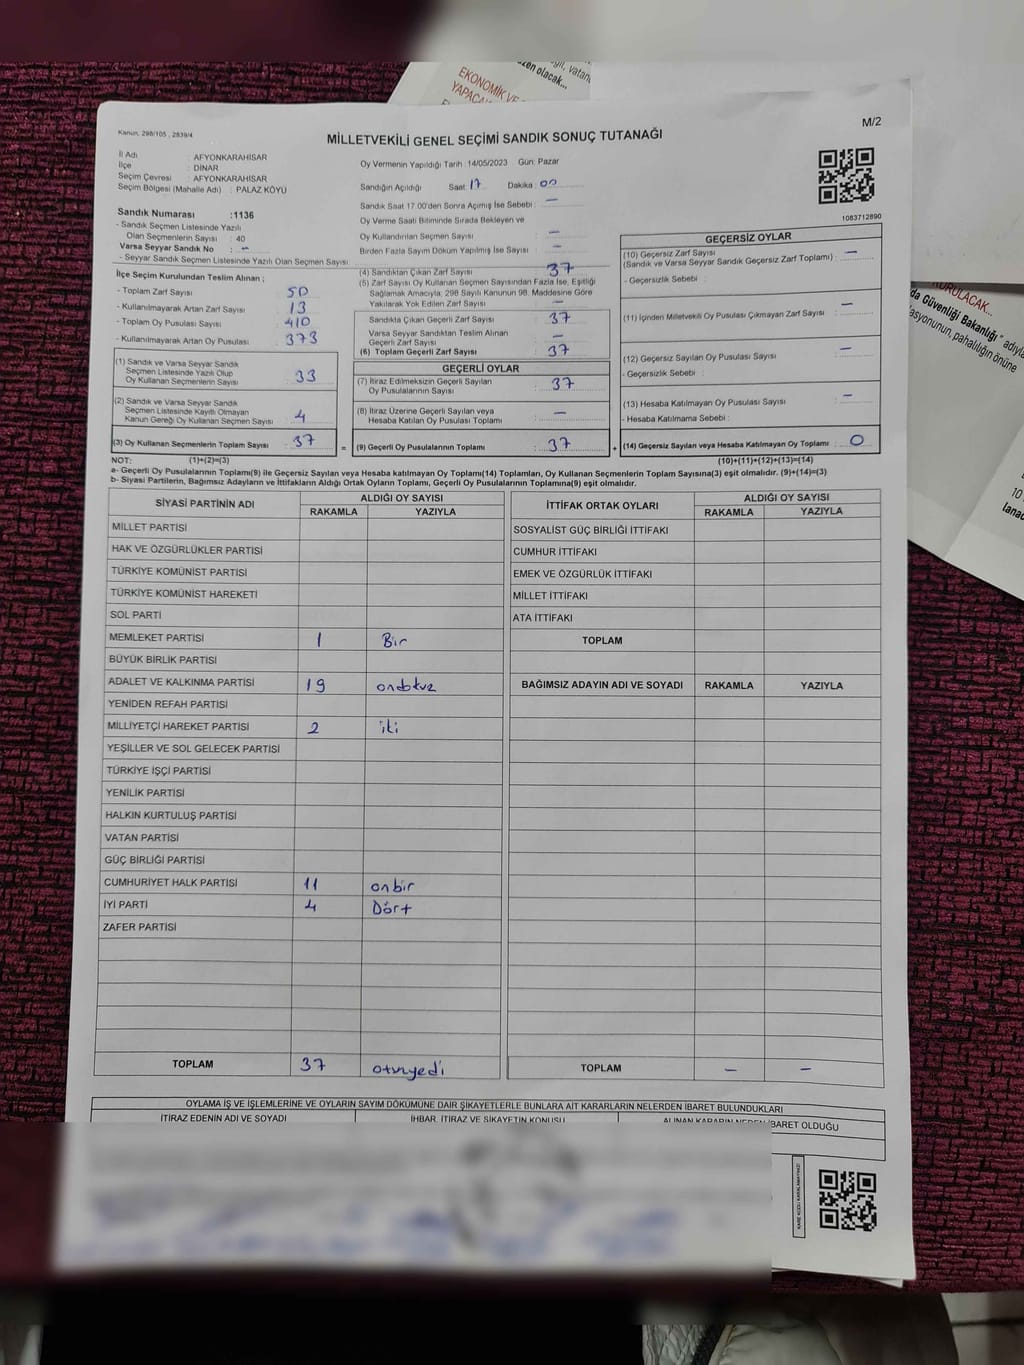 EKONOMİK VE
YAPACA
zen olacak...
M/2
Kanun, 298/105 , 2839/4
MİLLETVEKİLİ GENEL SEÇİMİ SANDIK SONUÇ TUTANAĞI
İl Adı : AFYONKARAHİSAR
İlçe : DİNAR
Seçim Çevresi : AFYONKARAHİSAR
Seçim Bölgesi (Mahalle Adı) : PALAZ KÖYÜ
Oy Vermenin Yapıldığı Tarih : 14/05/2023 Gün: Pazar
Sandığın Açıldığı Saat : 17 Dakika : 00
Sandık Saat 17.00'den Sonra Açımış İse Sebebi : —
Oy Verme Saati Bitiminde Sırada Bekleyen ve
Oy Kullandırılan Seçmen Sayısı —
Birden Fazla Sayım Döküm Yapılmış İse Sayısı : —
1083712890
Sandık Numarası :1136
- Sandık Seçmen Listesinde Yazılı
Olan Seçmenlerin Sayısı : 40
Varsa Seyyar Sandık No : —
- Seyyar Sandık Seçmen Listesinde Yazılı Olan Seçmen Sayısı:
İlçe Seçim Kurulundan Teslim Alınan ;
- Toplam Zarf Sayısı : 50
- Kullanılmayarak Artan Zarf Sayısı : 13
- Toplam Oy Pusulası Sayısı : 410
- Kullanılmayarak Artan Oy Pusulası : 373
(1) Sandık ve Varsa Seyyar Sandık
Seçmen Listesinde Yazılı Olup
Oy Kullanan Seçmenlerin Sayısı : 33
(2) Sandık ve Varsa Seyyar Sandık
Seçmen Listesinde Kayıtlı Olmayan
Kanun Gereği Oy Kullanan Seçmen Sayısı : 4
(3) Oy Kullanan Seçmenlerin Toplam Sayısı : 37
(4) Sandıktan Çıkan Zarf Sayısı : 37
(5) Zarf Sayısı Oy Kullanan Seçmen Sayısından Fazla İse, Eşitliği
Sağlamak Amacıyla; 298 Sayılı Kanunun 98. Maddesine Göre
Yakılarak Yok Edilen Zarf Sayısı : —
Sandıkta Çıkan Geçerli Zarf Sayısı : 37
Varsa Seyyar Sandıktan Teslim Alınan
Geçerli Zarf Sayısı : —
(6) Toplam Geçerli Zarf Sayısı : 37
GEÇERLİ OYLAR
(7) İtiraz Edilmeksizin Geçerli Sayılan
Oy Pusulalarının Sayısı : 37
(8) İtiraz Üzerine Geçerli Sayılan veya
Hesaba Katılan Oy Pusulası Toplamı : —
= (9) Geçerli Oy Pusulalarının Toplamı : 37
GEÇERSİZ OYLAR
(10) Geçersiz Zarf Sayısı
(Sandık ve Varsa Seyyar Sandık Geçersiz Zarf Toplamı) : —
- Geçersizlik Sebebi :
(11) İçinden Milletvekili Oy Pusulası Çıkmayan Zarf Sayısı : —
(12) Geçersiz Sayılan Oy Pusulası Sayısı : —
- Geçersizlik Sebebi :
(13) Hesaba Katılmayan Oy Pusulası Sayısı : —
- Hesaba Katılmama Sebebi :
+ (14) Geçersiz Sayılan veya Hesaba Katılmayan Oy Toplamı : 0
NOT: (1)+(2)=(3) (10)+(11)+(12)+(13)=(14)
a- Geçerli Oy Pusulalarının Toplamı(9) ile Geçersiz Sayılan veya Hesaba katılmayan Oy Toplamı(14) Toplamları, Oy Kullanan Seçmenlerin Toplam Sayısına(3) eşit olmalıdır. (9)+(14)=(3)
b- Siyasi Partilerin, Bağımsız Adayların ve İttifakların Aldığı Ortak Oyların Toplamı, Geçerli Oy Pusulalarının Toplamına(9) eşit olmalıdır.
SİYASİ PARTİNİN ADI ALDIĞI OY SAYISI
RAKAMLA YAZIYLA
MİLLET PARTİSİ
HAK VE ÖZGÜRLÜKLER PARTİSİ
TÜRKİYE KOMÜNİST PARTİSİ
TÜRKİYE KOMÜNİST HAREKETİ
SOL PARTİ
MEMLEKET PARTİSİ 1 Bir
BÜYÜK BİRLİK PARTİSİ
ADALET VE KALKINMA PARTİSİ 19 ondokuz
YENİDEN REFAH PARTİSİ
MİLLİYETÇİ HAREKET PARTİSİ 2 iki
YEŞİLLER VE SOL GELECEK PARTİSİ
TÜRKİYE İŞÇİ PARTİSİ
YENİLİK PARTİSİ
HALKIN KURTULUŞ PARTİSİ
VATAN PARTİSİ
GÜÇ BİRLİĞİ PARTİSİ
CUMHURİYET HALK PARTİSİ 11 onbir
İYİ PARTİ 4 Dört
ZAFER PARTİSİ
TOPLAM 37 otuzyedi
İTTİFAK ORTAK OYLARI ALDIĞI OY SAYISI
RAKAMLA YAZIYLA
SOSYALİST GÜÇ BİRLİĞİ İTTİFAKI
CUMHUR İTTİFAKI
EMEK VE ÖZGÜRLÜK İTTİFAKI
MİLLET İTTİFAKI
ATA İTTİFAKI
TOPLAM
BAĞIMSIZ ADAYIN ADI VE SOYADI RAKAMLA YAZIYLA
TOPLAM — —
OYLAMA İŞ VE İŞLEMLERİNE VE OYLARIN SAYIM DÖKÜMÜNE DAİR ŞİKAYETLERLE BUNLARA AİT KARARLARIN NELERDEN İBARET BULUNDUKLARI
İTİRAZ EDENİN ADI VE SOYADI İHBAR, İTİRAZ VE ŞİKAYETİN KONUSU ALINAN KARARIN NEDEN İBARET OLDUĞU
KURULACAK...
da Güvenliği Bakanlığı" adıyla
asyonunun, pahalılığın önüne
10